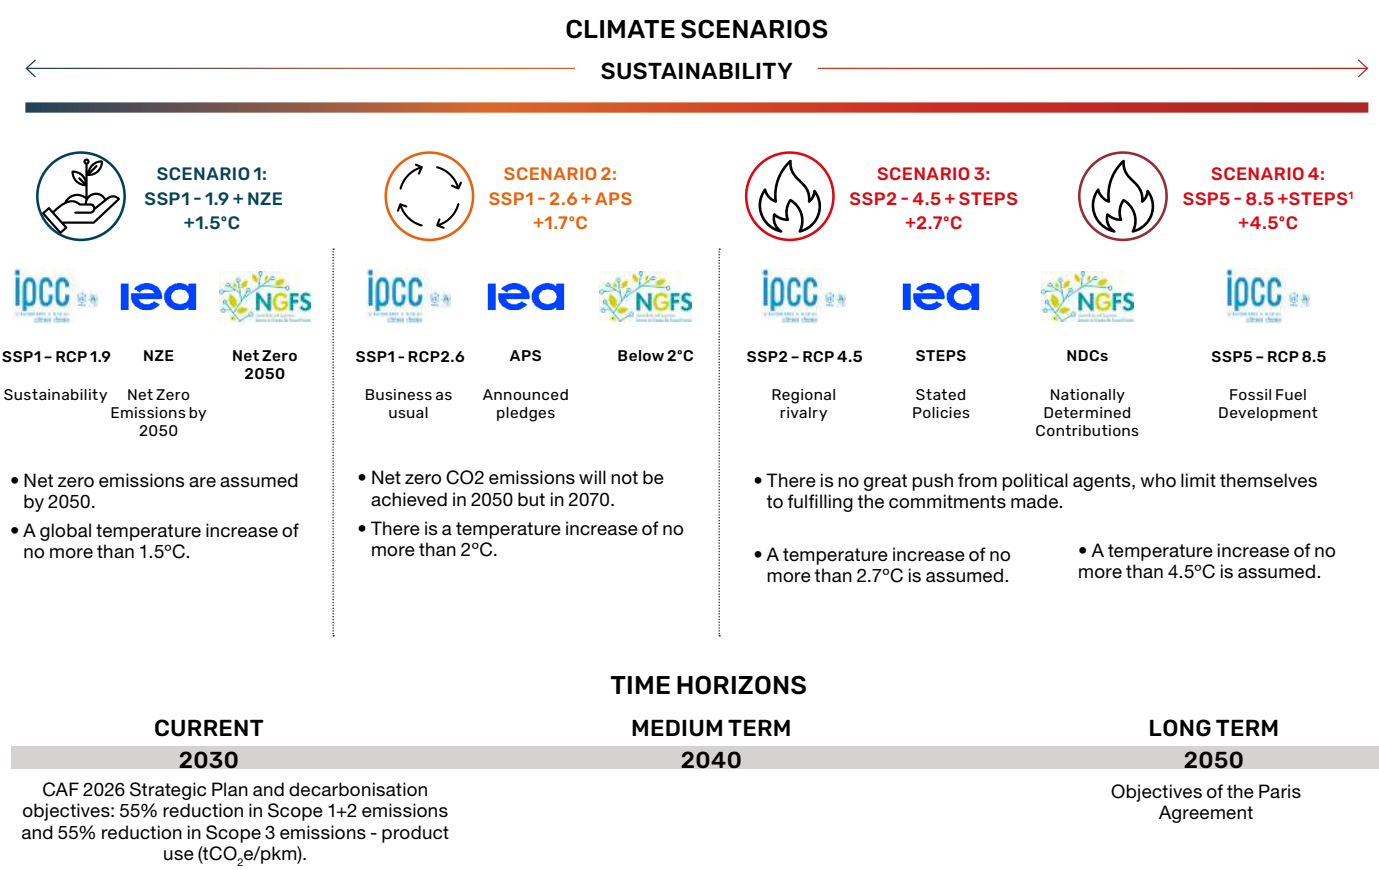 CLIMATE SCENARIOS
SUSTAINABILITY
SCENARIO 1:
SSP1 - 1.9 + NZE
+1.5°C
SCENARIO 2:
SSP1 - 2.6 + APS
+1.7°C
SCENARIO 3:
SSP2 - 4.5 + STEPS
+2.7°C
SCENARIO 4:
SSP5 - 8.5 +STEPS¹
+4.5°C
ipcc
iea
NGFS
ipcc
iea
NGFS
ipcc
iea
NGFS
ipcc
SSP1 – RCP 1.9
Sustainability
NZE
Net Zero
Emissions by
2050
Net Zero
2050
SSP1 - RCP2.6
Business as
usual
APS
Announced
pledges
Below 2°C
SSP2 – RCP 4.5
Regional
rivalry
STEPS
Stated
Policies
NDCs
Nationally
Determined
Contributions
SSP5 – RCP 8.5
Fossil Fuel
Development
• Net zero emissions are assumed
by 2050.
• A global temperature increase of
no more than 1.5ºC.
• Net zero CO2 emissions will not be
achieved in 2050 but in 2070.
• There is a temperature increase of no
more than 2ºC.
• There is no great push from political agents, who limit themselves
to fulfilling the commitments made.
• A temperature increase of no
more than 2.7ºC is assumed.
• A temperature increase of no
more than 4.5ºC is assumed.
TIME HORIZONS
CURRENT
2030
CAF 2026 Strategic Plan and decarbonisation
objectives: 55% reduction in Scope 1+2 emissions
and 55% reduction in Scope 3 emissions - product
use (tCO₂e/pkm).
MEDIUM TERM
2040
LONG TERM
2050
Objectives of the Paris
Agreement